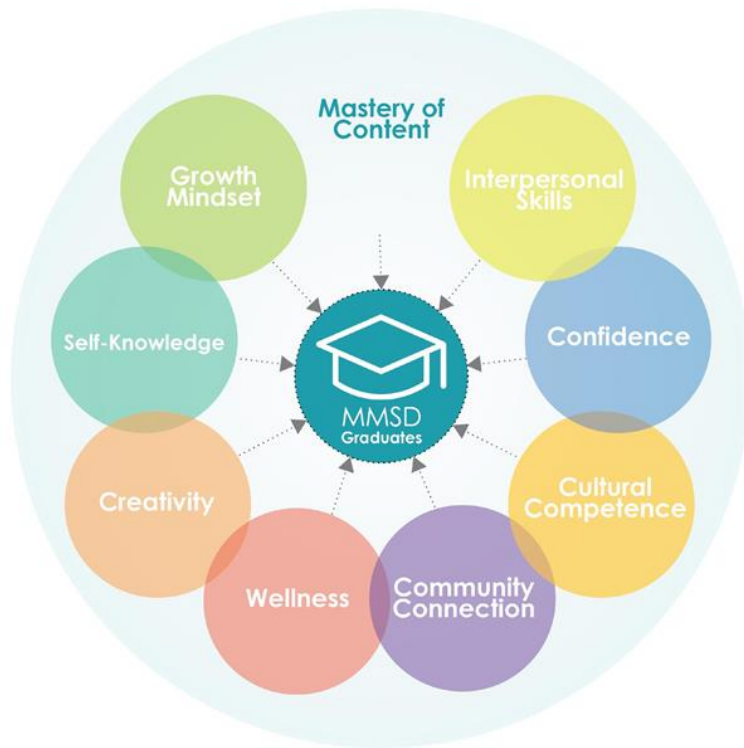 Mastery of
Content
Growth
Mindset
Interpersonal
Skills
Self-Knowledge
Confidence
MMSD
Graduates
Creativity
Cultural
Competence
Wellness
Community
Connection